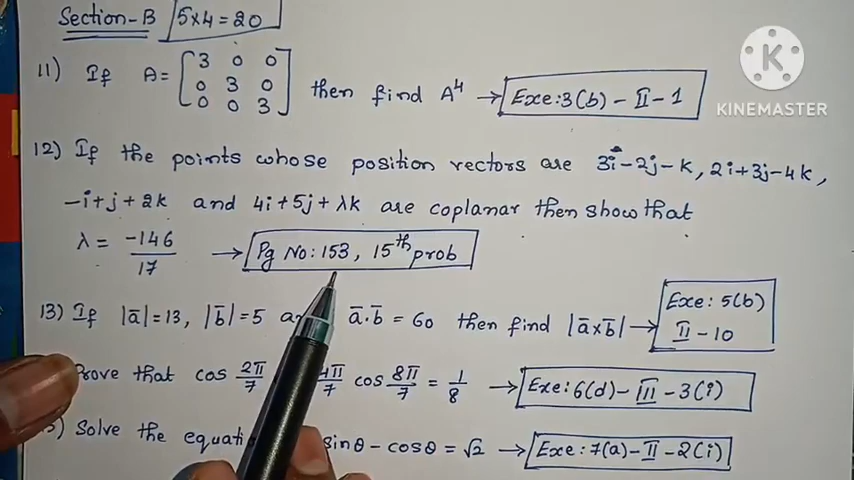 Section-B 5x4=20
11) If A = [3 0 0
0 3 0
0 0 3] then find A⁴ → Exe:3(b)-II-1
12) If the points whose position vectors are 3i-2j-k, 2i+3j-4k,
-i+j+2k and 4i+5j+λk are coplanar then show that
λ = -146/17 → Pg No: 153, 15th prob
13) If |a̅|=13, |b̅|=5 a̅.b̅ = 60 then find |a̅xb̅| → Exe: 5(b)
II-10
Prove that cos 2π/7 π/7 cos 8π/7 = 1/8 → Exe:6(d)-III-3(i)
) Solve the equati sinθ-cosθ=√2 → Exe:7(a)-II-2(i)
K
KINEMASTER